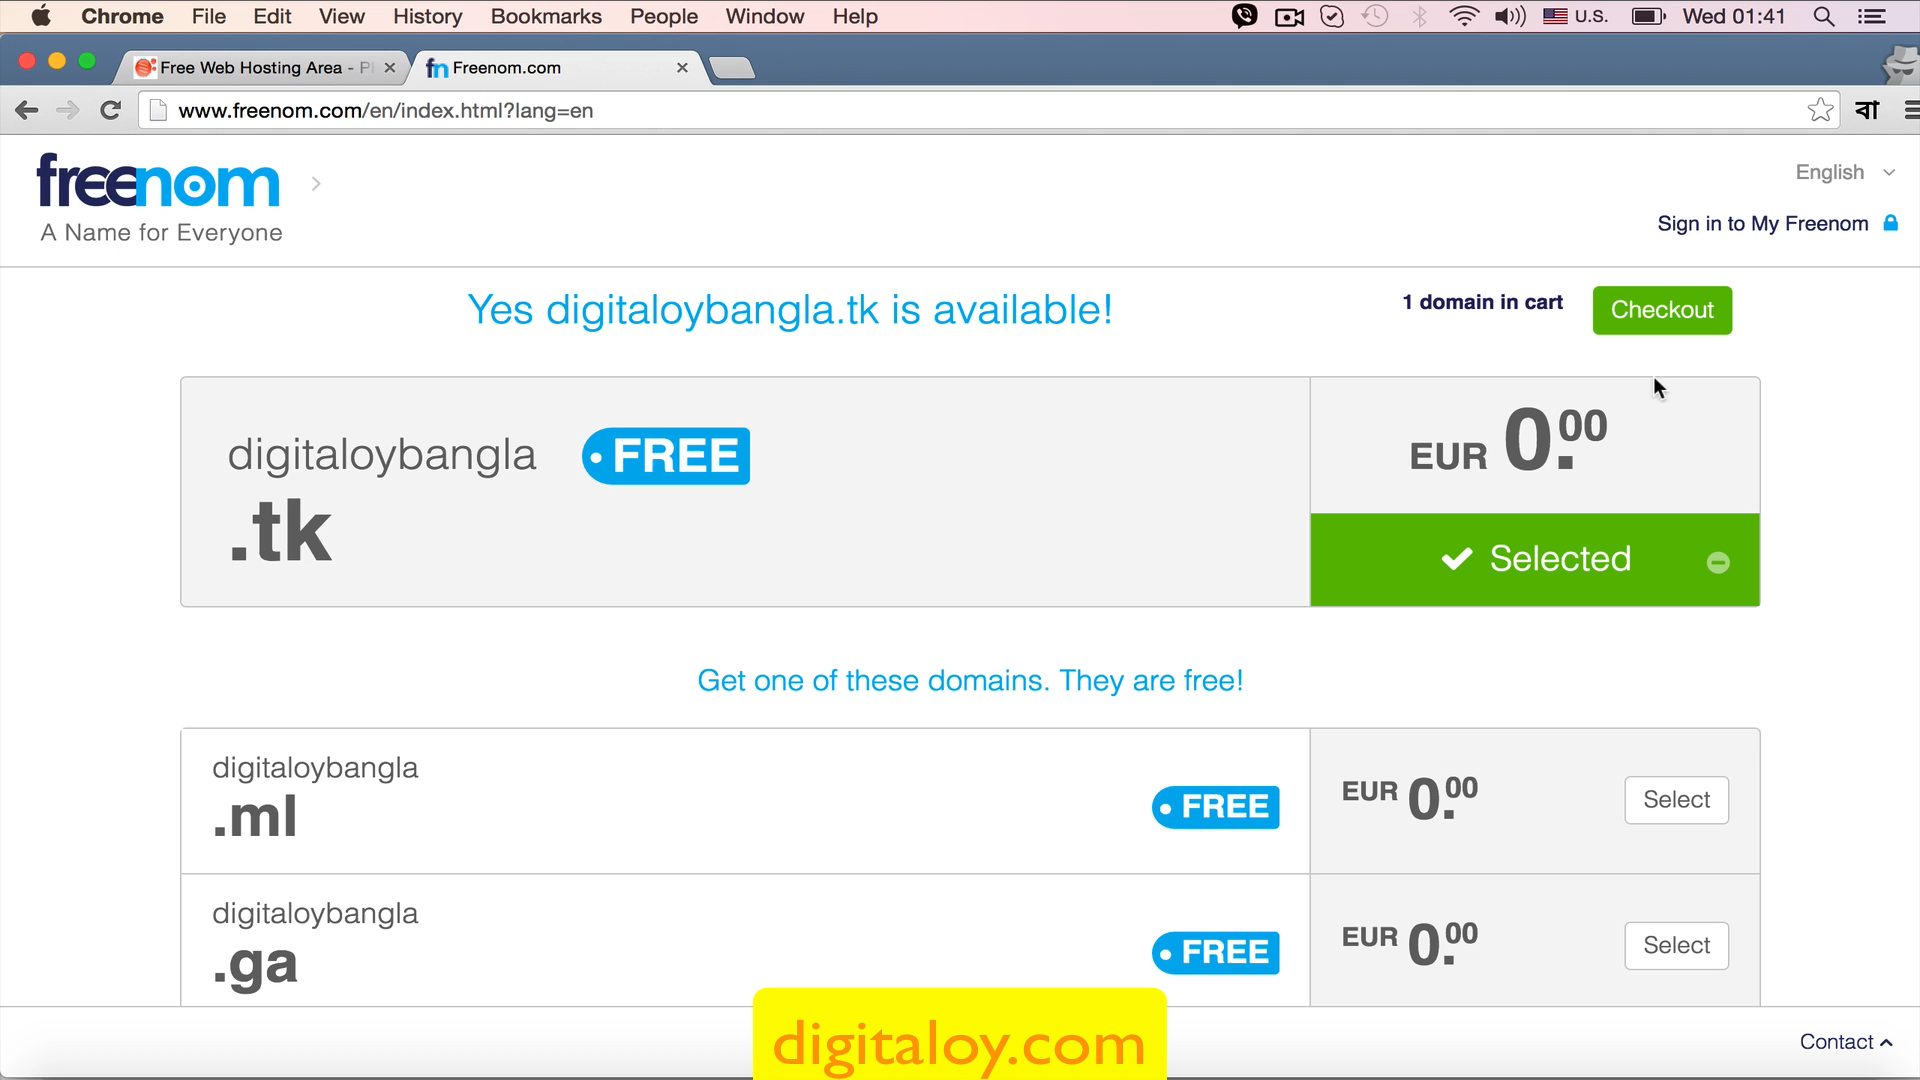 Chrome File Edit View History Bookmarks People Window Help U.S. Wed 01:41
Free Web Hosting Area - P
Freenom.com
www.freenom.com/en/index.html?lang=en
বা
freenom
A Name for Everyone
English
Sign in to My Freenom
Yes digitaloybangla.tk is available!
1 domain in cart
Checkout
digitaloybangla
.tk
FREE
EUR 0.00
Selected
Get one of these domains. They are free!
digitaloybangla
.ml
FREE
EUR 0.00
Select
digitaloybangla
.ga
FREE
EUR 0.00
Select
digitaloy.com
Contact